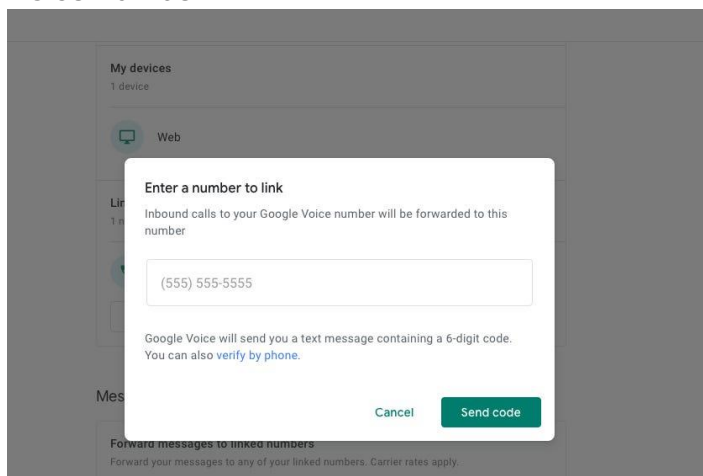 My devices
1 device
Web
Enter a number to link
Lin
Inbound calls to your Google Voice number will be forwarded to this
1 n
number
(555) 555-5555
Google Voice will send you a text message containing a 6-digit code.
You can also verify by phone.
Mes
Cancel
Send code
Forward messages to linked numbers
Forward your messages to any of your linked numbers. Carrier rates apply.